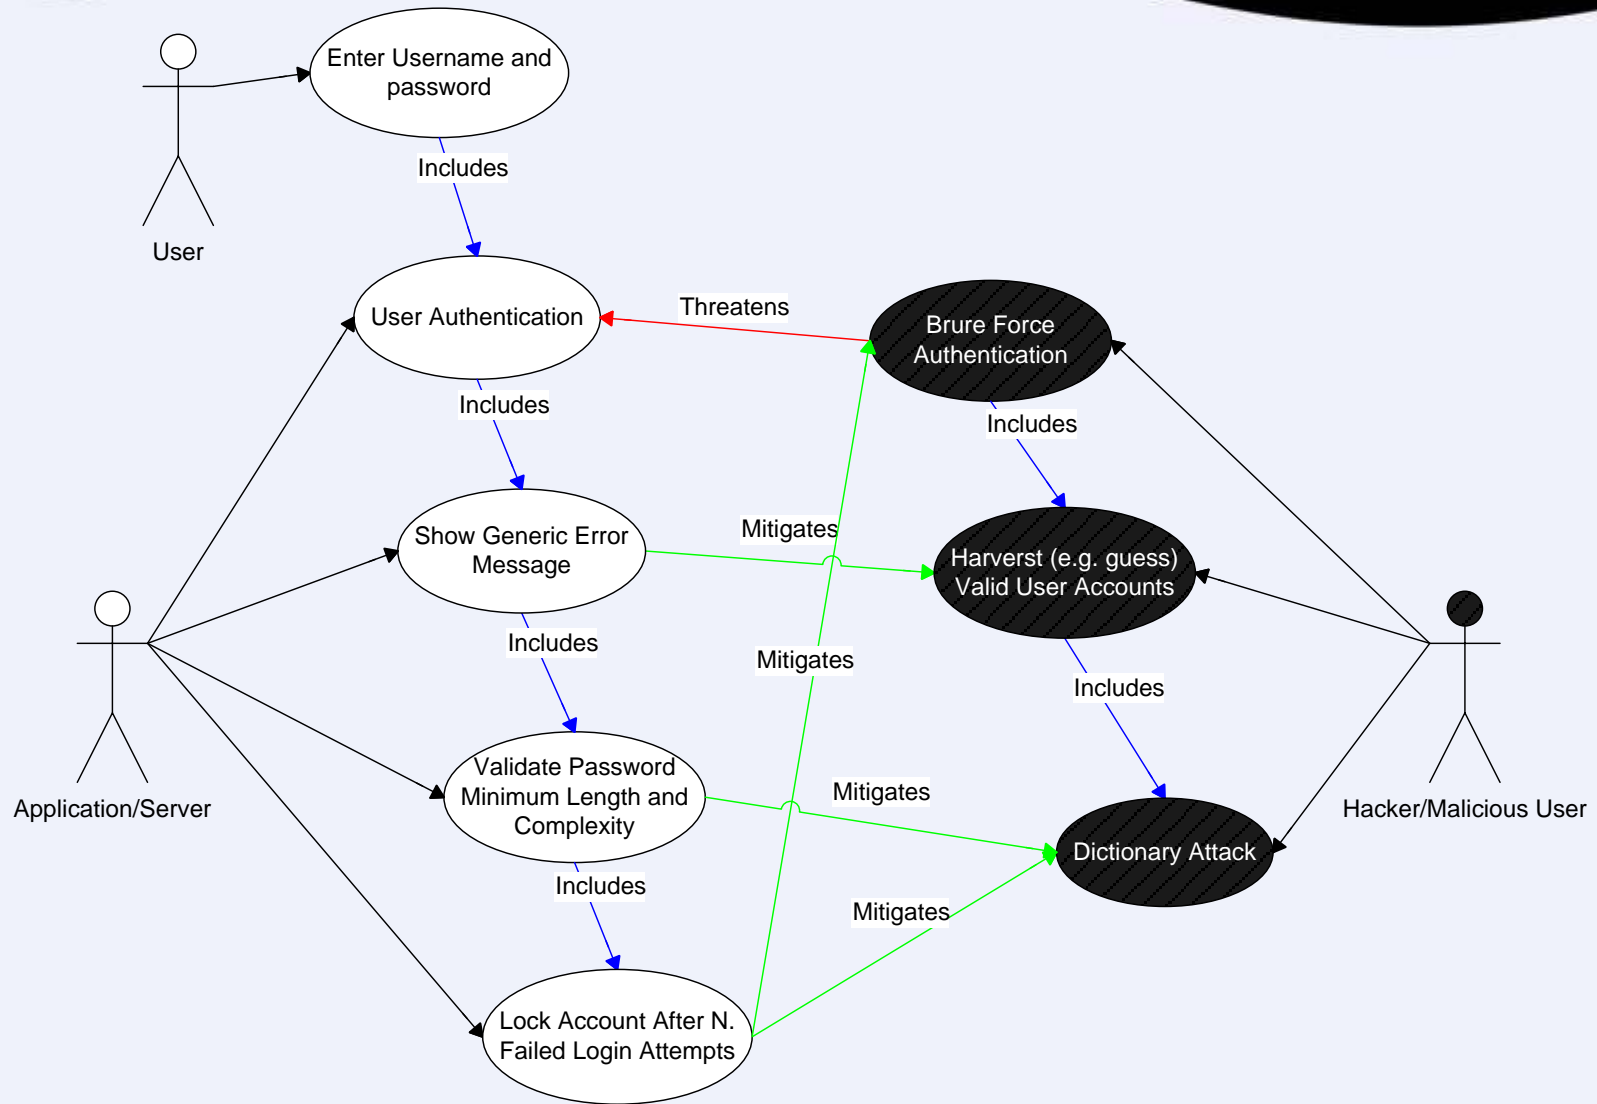 Enter Username and
password
Includes
User
User Authentication
Threatens
Brure Force
Authentication
Includes
Includes
Show Generic Error
Message
Mitigates
Harverst (e.g. guess)
Valid User Accounts
Includes
Mitigates
Includes
Application/Server
Hacker/Malicious User
Validate Password
Minimum Length and
Complexity
Mitigates
Dictionary Attack
Includes
Mitigates
Lock Account After N.
Failed Login Attempts